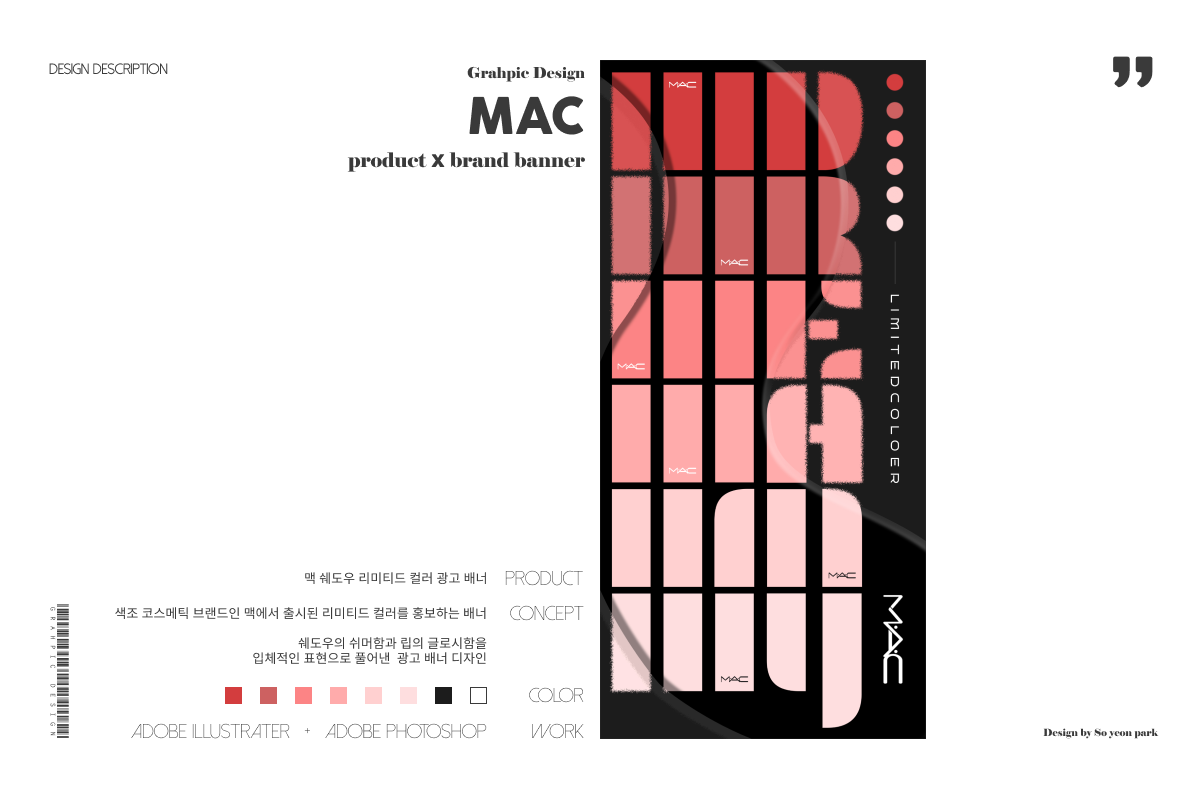 DESIGN DESCRIPTION
Grahpic Design
MAC
product x brand banner
맥 쉐도우 리미티드 컬러 광고 배너
PRODUCT
색조 코스메틱 브랜드인 맥에서 출시된 리미티드 컬러를 홍보하는 배너
CONCEPT
쉐도우의 쉬머함과 립의 글로시함을
입체적인 표현으로 풀어낸 광고 배너 디자인
COLOR
ADOBE ILLUSTRATER + ADOBE PHOTOSHOP
WORK
GRAHPIC DESIGN
MAC
MAC
MAC
MAC
MAC
MAC
LIMITEDCOLOER
MAC
”
Design by So yeon park